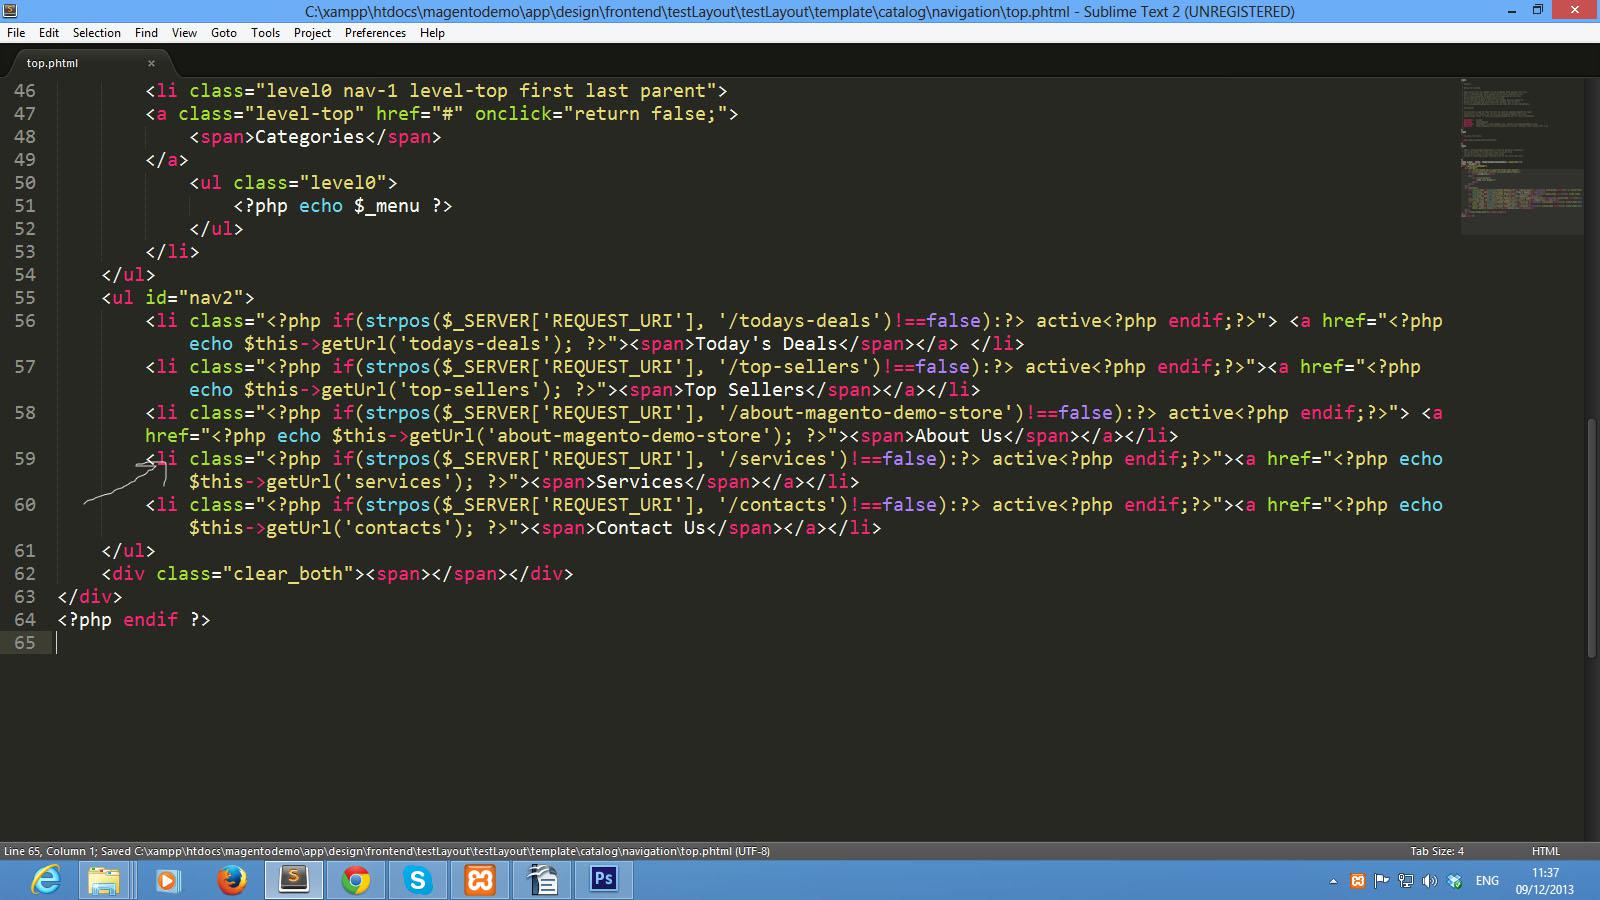 C:\xampp\htdocs\magentodemo\app\design\frontend\testLayout\testLayout\template\catalog\navigation\top.phtml - Sublime Text 2 (UNREGISTERED)
File Edit Selection Find View Goto Tools Project Preferences Help
top.phtml ×
46 <li class="level0 nav-1 level-top first last parent">
47 <a class="level-top" href="#" onclick="return false;">
48 <span>Categories</span>
49 </a>
50 <ul class="level0">
51 <?php echo $_menu ?>
52 </ul>
53 </li>
54 </ul>
55 <ul id="nav2">
56 <li class="<?php if(strpos($_SERVER['REQUEST_URI'], '/todays-deals')!==false):?> active<?php endif;?>"> <a href="<?php
echo $this->getUrl('todays-deals'); ?>"><span>Today's Deals</span></a> </li>
57 <li class="<?php if(strpos($_SERVER['REQUEST_URI'], '/top-sellers')!==false):?> active<?php endif;?>"><a href="<?php
echo $this->getUrl('top-sellers'); ?>"><span>Top Sellers</span></a></li>
58 <li class="<?php if(strpos($_SERVER['REQUEST_URI'], '/about-magento-demo-store')!==false):?> active<?php endif;?>"> <a
href="<?php echo $this->getUrl('about-magento-demo-store'); ?>"><span>About Us</span></a></li>
59 <li class="<?php if(strpos($_SERVER['REQUEST_URI'], '/services')!==false):?> active<?php endif;?>"><a href="<?php echo
$this->getUrl('services'); ?>"><span>Services</span></a></li>
60 <li class="<?php if(strpos($_SERVER['REQUEST_URI'], '/contacts')!==false):?> active<?php endif;?>"><a href="<?php echo
$this->getUrl('contacts'); ?>"><span>Contact Us</span></a></li>
61 </ul>
62 <div class="clear_both"><span></span></div>
63 </div>
64 <?php endif ?>
65
Line 65, Column 1; Saved C:\xampp\htdocs\magentodemo\app\design\frontend\testLayout\testLayout\template\catalog\navigation\top.phtml (UTF-8) Tab Size: 4 HTML
S S Ps ENG 11:37
09/12/2013